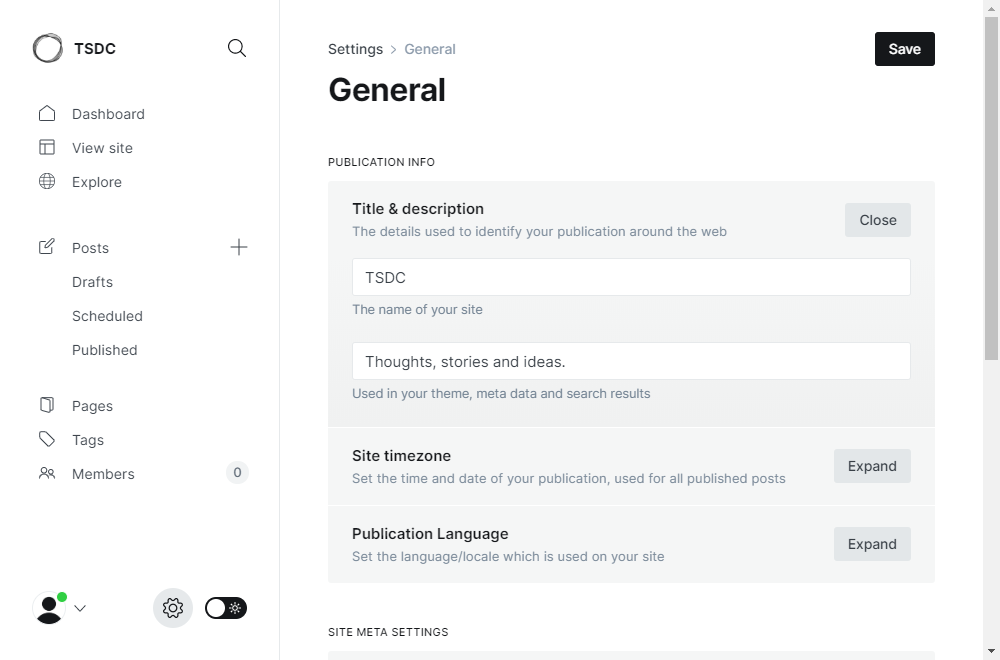 TSDC
Dashboard
View site
Explore
Posts
Drafts
Scheduled
Published
Pages
Tags
Members 0
Settings General
Save
General
PUBLICATION INFO
Title & description
The details used to identify your publication around the web
Close
TSDC
The name of your site
Thoughts, stories and ideas.
Used in your theme, meta data and search results
Site timezone
Set the time and date of your publication, used for all published posts
Expand
Publication Language
Set the language/locale which is used on your site
Expand
SITE META SETTINGS